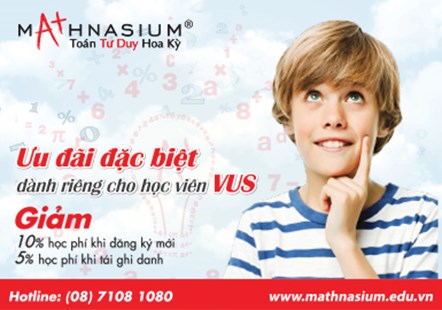 MATHNASIUM®
Toán Tư Duy Hoa Kỳ
Ưu đãi đặc biệt
dành riêng cho học viên VUS
Giảm
10% học phí khi đăng ký mới
5% học phí khi tái ghi danh
Hotline: (08) 7108 1080
www.mathnasium.edu.vn